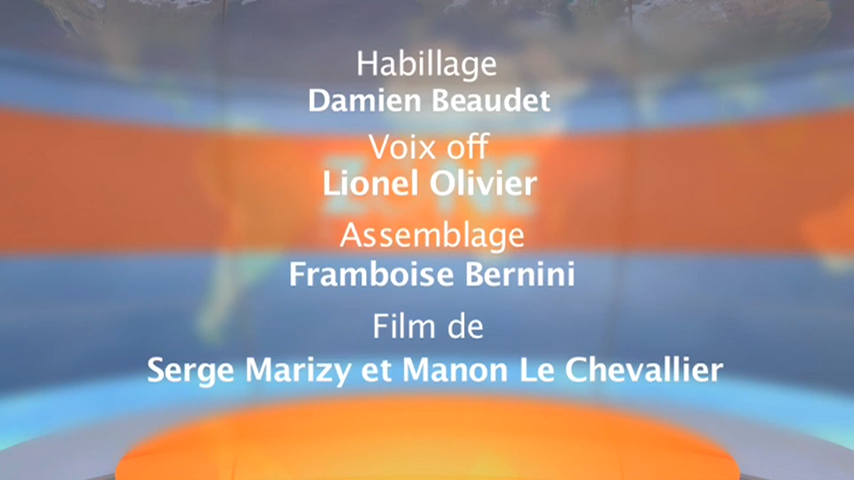 Habillage
Damien Beaudet
Voix off
Lionel Olivier
Assemblage
Framboise Bernini
Film de
Serge Marizy et Manon Le Chevallier